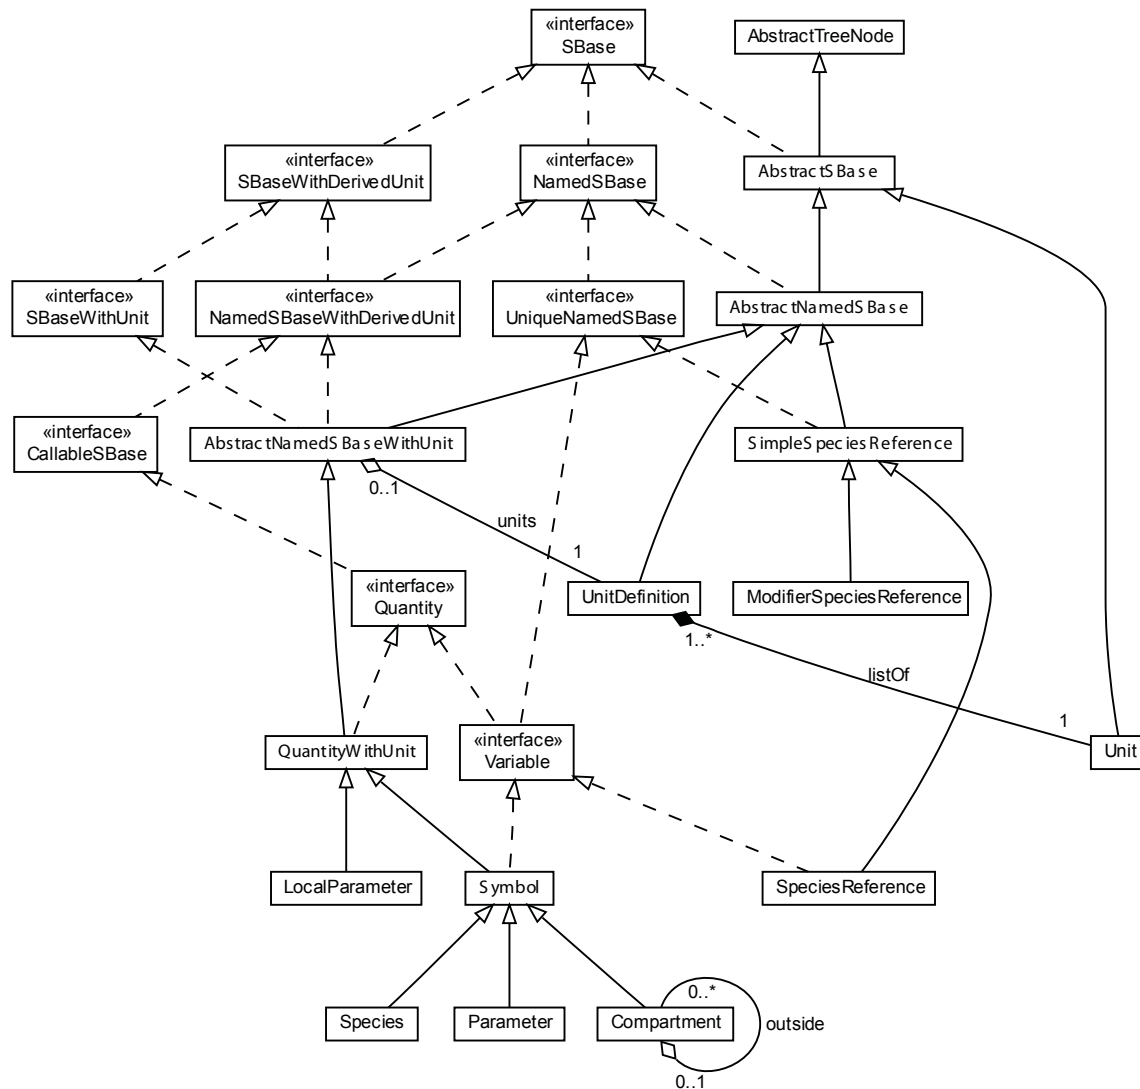 «interface»
SBase
AbstractTreeNode
«interface»
SBaseWithDerivedUnit
«interface»
NamedSBase
AbstractSBase
«interface»
SBaseWithUnit
«interface»
NamedSBaseWithDerivedUnit
«interface»
UniqueNamedSBase
AbstractNamedSBase
«interface»
CallableSBase
AbstractNamedSBaseWithUnit
SimpleSpeciesReference
0..1
units
1
«interface»
Quantity
UnitDefinition
ModifierSpeciesReference
1..*
listOf
1
QuantityWithUnit
«interface»
Variable
Unit
LocalParameter
Symbol
SpeciesReference
0..*
Species
Parameter
Compartment
outside
0..1